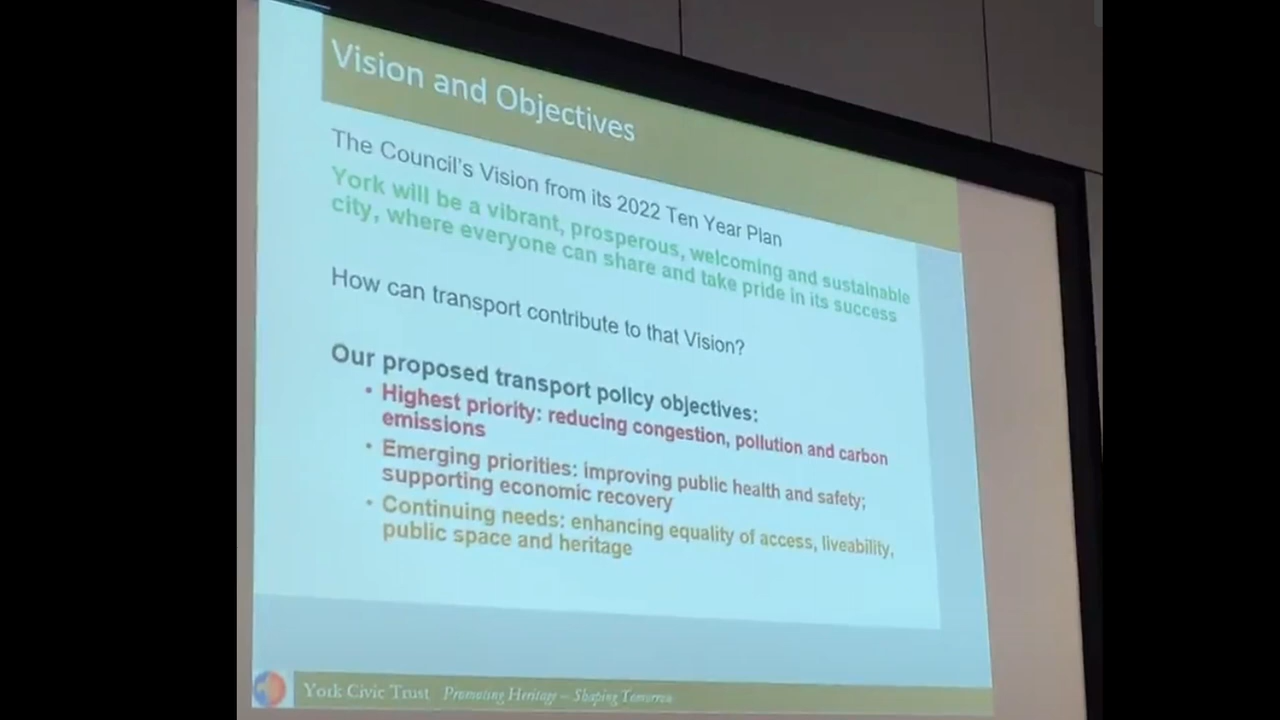 Vision and Objectives
The Council's Vision from its 2022 Ten Year Plan
York will be a vibrant, prosperous, welcoming and sustainable
city, where everyone can share and take pride in its success
How can transport contribute to that Vision?
Our proposed transport policy objectives:
• Highest priority: reducing congestion, pollution and carbon
emissions
• Emerging priorities: improving public health and safety;
supporting economic recovery
• Continuing needs: enhancing equality of access, liveability,
public space and heritage
York Civic Trust Promoting Heritage – Shaping Tomorrow